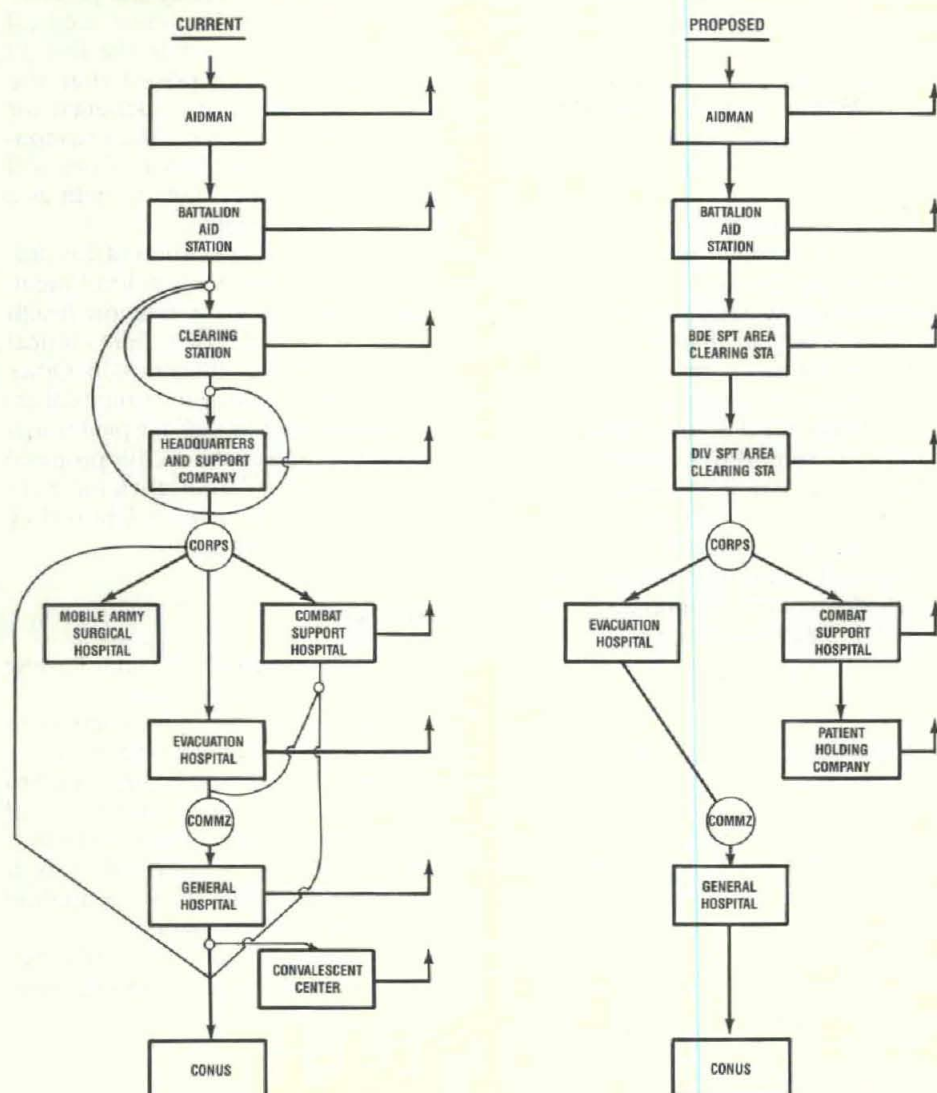 CURRENT
AIDMAN
BATTALION
AID
STATION
CLEARING
STATION
HEADQUARTERS
AND SUPPORT
COMPANY
CORPS
MOBILE ARMY
SURGICAL
HOSPITAL
COMBAT
SUPPORT
HOSPITAL
EVACUATION
HOSPITAL
COMMZ
GENERAL
HOSPITAL
CONVALESCENT
CENTER
CONUS
PROPOSED
AIDMAN
BATTALION
AID
STATION
BDE SPT AREA
CLEARING STA
DIV SPT AREA
CLEARING STA
CORPS
EVACUATION
HOSPITAL
COMBAT
SUPPORT
HOSPITAL
PATIENT
HOLDING
COMPANY
COMMZ
GENERAL
HOSPITAL
CONUS